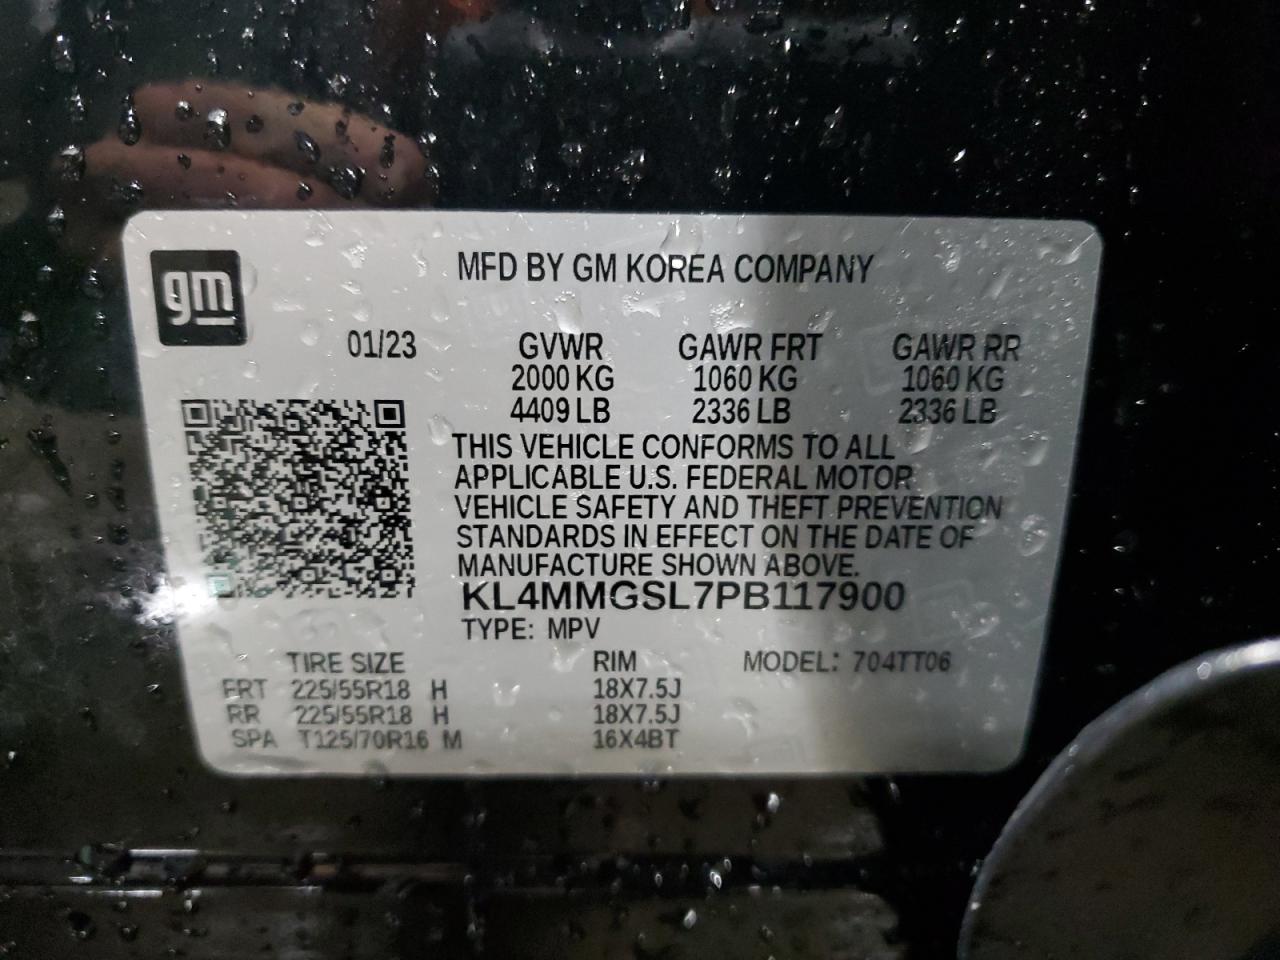 gm
MFD BY GM KOREA COMPANY
01/23 GVWR GAWR FRT GAWR RR
2000 KG 1060 KG 1060 KG
4409 LB 2336 LB 2336 LB
THIS VEHICLE CONFORMS TO ALL
APPLICABLE U.S. FEDERAL MOTOR
VEHICLE SAFETY AND THEFT PREVENTION
STANDARDS IN EFFECT ON THE DATE OF
MANUFACTURE SHOWN ABOVE.
KL4MMGSL7PB117900
TYPE: MPV
TIRE SIZE RIM MODEL: 704TT06
FRT 225/55R18 H 18X7.5J
RR 225/55R18 H 18X7.5J
SPA T125/70R16 M 16X4BT